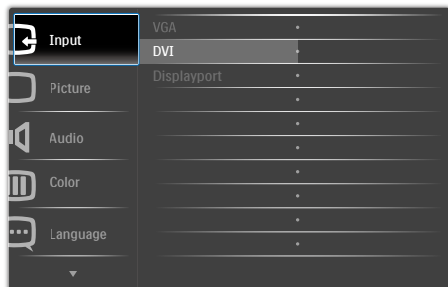 Input
Picture
Audio
Color
Language
VGA
DVI
Displayport